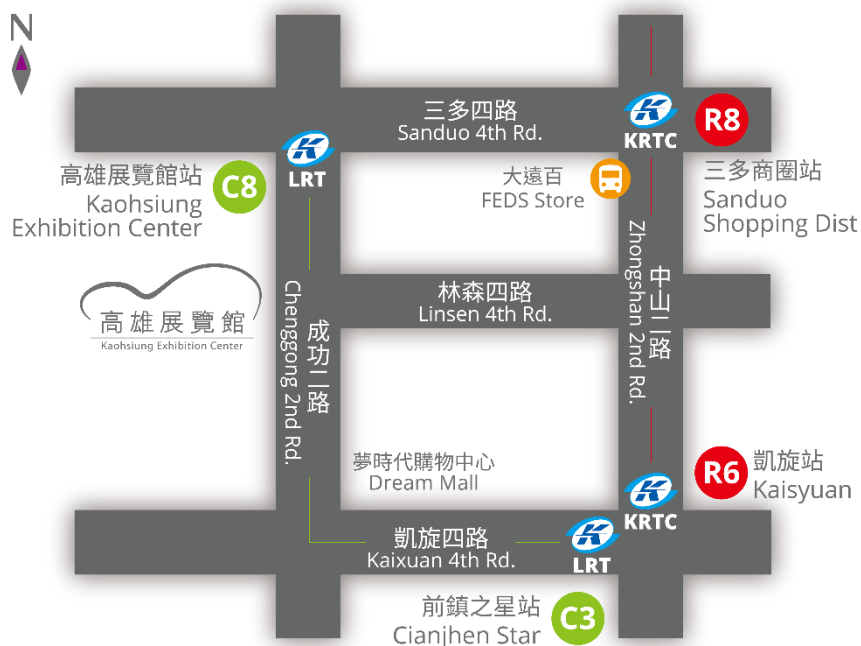 N
三多四路
Sanduo 4th Rd.
KRTC
R8
三多商圈站
Sanduo
Shopping Dist
高雄展覽館站
Kaohsiung
Exhibition Center
C8
LRT
大遠百
FEDS Store
高雄展覽館
Kaohsiung Exhibition Center
成功二路
Chenggong 2nd Rd.
林森四路
Linsen 4th Rd.
中山二路
Zhongshan 2nd Rd.
夢時代購物中心
Dream Mall
KRTC
R6
凱旋站
Kaisyuan
凱旋四路
Kaixuan 4th Rd.
LRT
前鎮之星站
Cianjhen Star
C3